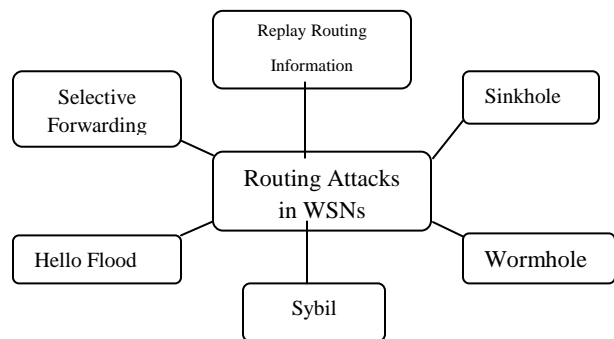 Replay Routing
Information
Selective
Forwarding
Sinkhole
Routing Attacks
in WSNs
Hello Flood
Wormhole
Sybil